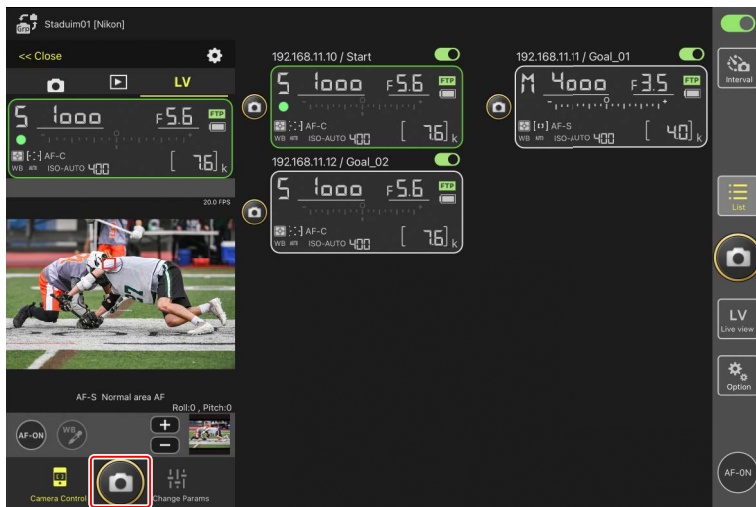 Grp Staduim01 [Nikon]
<< Close
LV
S 1000 F5.6 FTP
AF-C
WB ISO-AUTO 400 [ 7.6] k
20.0 FPS
AF-S Normal area AF
Roll:0 , Pitch:0
AF-ON WB + −
Camera Control Change Params
192.168.11.10 / Start
S 1000 F5.6 FTP
AF-C
WB ISO-AUTO 400 [ 7.6] k
192.168.11.11 / Goal_01
M 4000 F3.5 FTP
AF-S
WB ISO-AUTO 400 [ 4.0] k
192.168.11.12 / Goal_02
S 1000 F5.6 FTP
AF-C
WB ISO-AUTO 400 [ 7.6] k
Interval
List
LV
Live view
Option
AF-ON